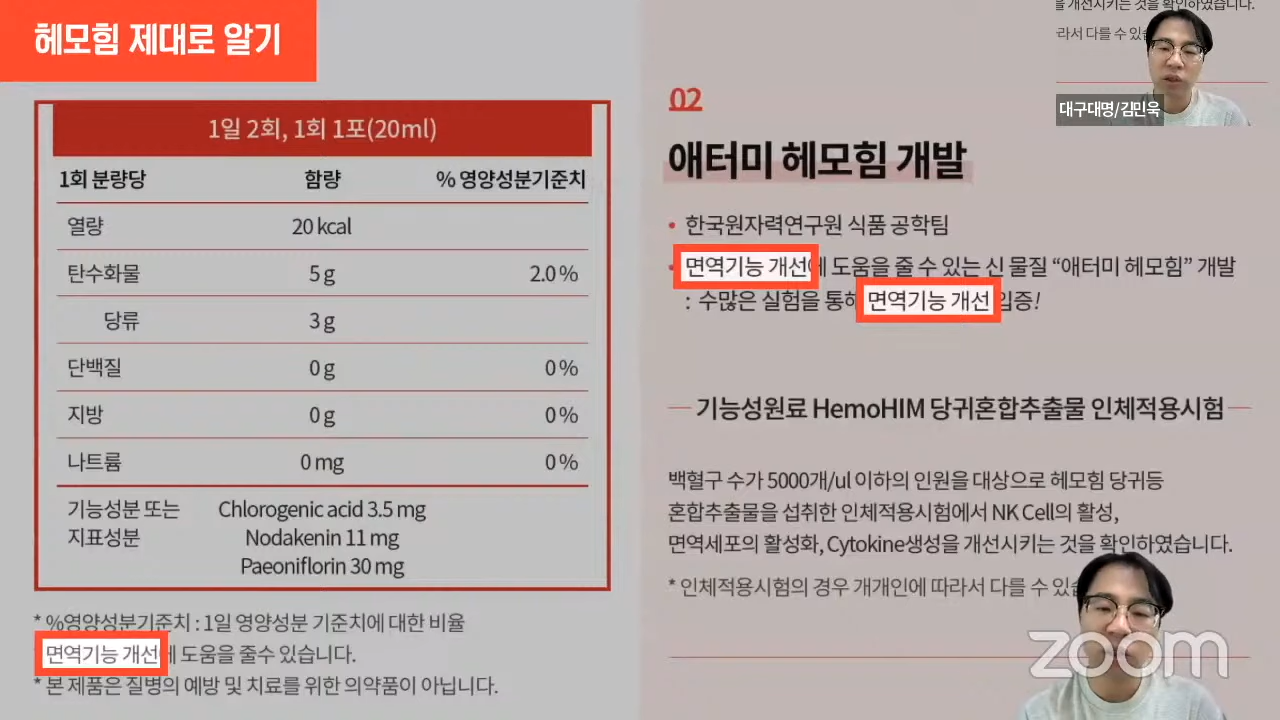 헤모힘 제대로 알기
1일 2회, 1회 1포(20ml)
1회 분량당 함량 % 영양성분기준치
열량 20 kcal
탄수화물 5 g 2.0 %
당류 3 g
단백질 0 g 0 %
지방 0 g 0 %
나트륨 0 mg 0 %
기능성분 또는 Chlorogenic acid 3.5 mg
지표성분 Nodakenin 11 mg
Paeoniflorin 30 mg
* %영양성분기준치 : 1일 영양성분 기준치에 대한 비율
면역기능 개선에 도움을 줄수 있습니다.
* 본 제품은 질병의 예방 및 치료를 위한 의약품이 아닙니다.
을 개선시키는 것을 확인하였습니다.
라서 다를 수 있습
대구대명/김민욱
02
애터미 헤모힘 개발
• 한국원자력연구원 식품 공학팀
• 면역기능 개선에 도움을 줄 수 있는 신 물질 “애터미 헤모힘” 개발
: 수많은 실험을 통해 면역기능 개선 입증!
기능성원료 HemoHIM 당귀혼합추출물 인체적용시험
백혈구 수가 5000개/ul 이하의 인원을 대상으로 헤모힘 당귀등
혼합추출물을 섭취한 인체적용시험에서 NK Cell의 활성,
면역세포의 활성화, Cytokine생성을 개선시키는 것을 확인하였습니다.
* 인체적용시험의 경우 개개인에 따라서 다를 수 있습
zoom